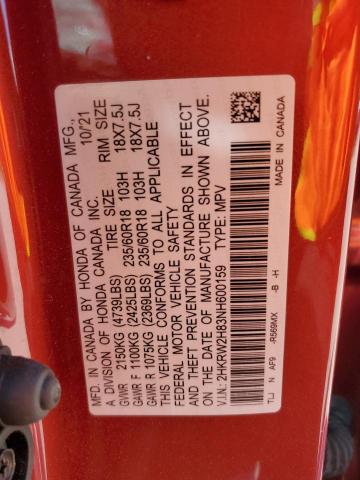 MFD. IN CANADA BY HONDA OF CANADA MFG.,
A DIVISION OF HONDA CANADA INC. 10/21
TIRE SIZE RIM SIZE
GVWR 2150KG (4739LBS)
GAWR F 1100KG (2425LBS) 235/60R18 103H 18X7.5J
GAWR R 1075KG (2369LBS) 235/60R18 103H 18X7.5J
THIS VEHICLE CONFORMS TO ALL APPLICABLE
FEDERAL MOTOR VEHICLE SAFETY
AND THEFT PREVENTION STANDARDS IN EFFECT
ON THE DATE OF MANUFACTURE SHOWN ABOVE.
V.I.N.: 2HKRW2H83NH600159 TYPE: MPV
TLJ N AF9 -R569MX -B -H MADE IN CANADA